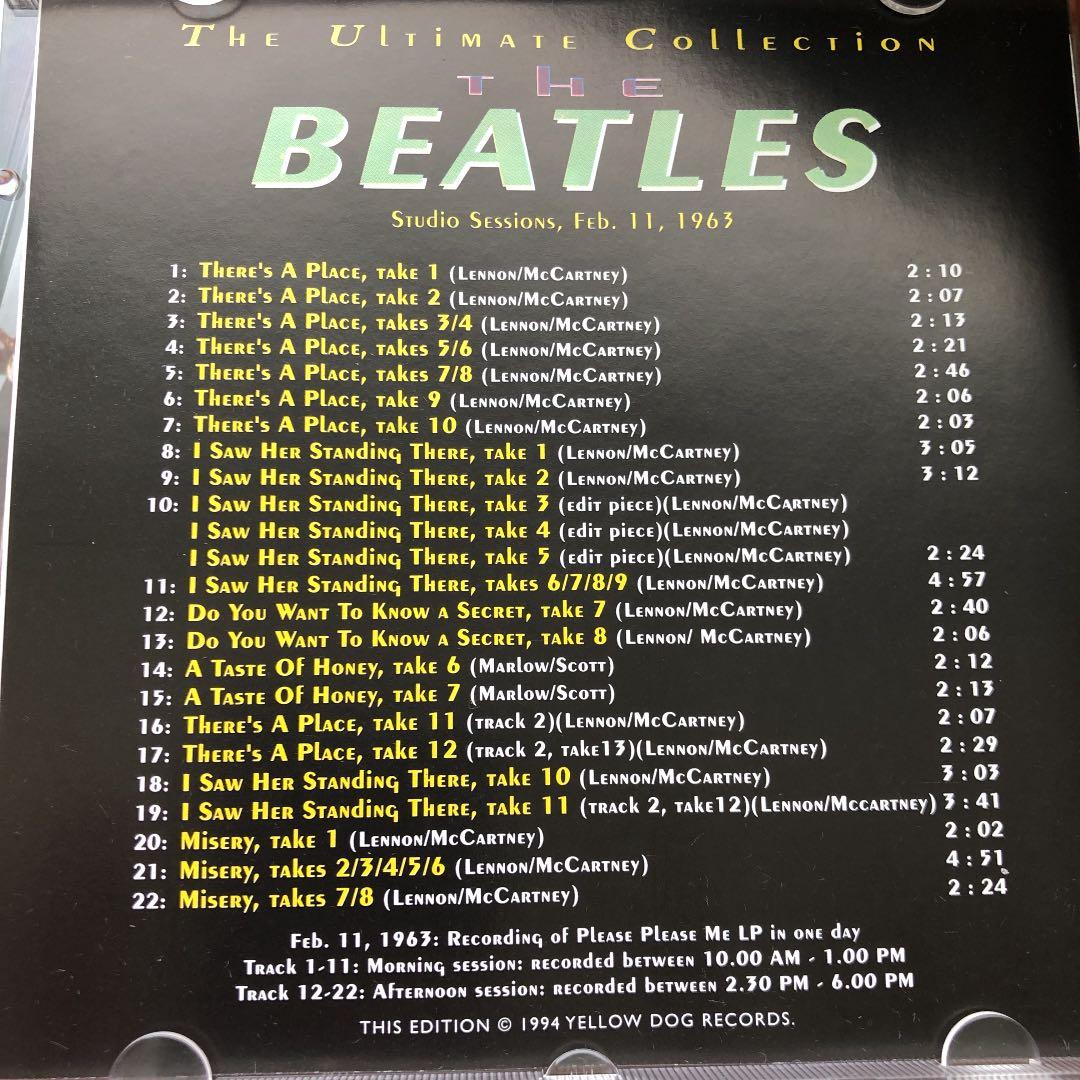 The Ultimate Collection
THE
BEATLES
Studio Sessions, Feb. 11, 1963
1: There's A Place, take 1 (Lennon/McCartney) 2:10
2: There's A Place, take 2 (Lennon/McCartney) 2:07
3: There's A Place, takes 3/4 (Lennon/McCartney) 2:13
4: There's A Place, takes 5/6 (Lennon/McCartney) 2:21
5: There's A Place, takes 7/8 (Lennon/McCartney) 2:46
6: There's A Place, take 9 (Lennon/McCartney) 2:06
7: There's A Place, take 10 (Lennon/McCartney) 2:03
8: I Saw Her Standing There, take 1 (Lennon/McCartney) 3:05
9: I Saw Her Standing There, take 2 (Lennon/McCartney) 3:12
10: I Saw Her Standing There, take 3 (edit piece)(Lennon/McCartney)
I Saw Her Standing There, take 4 (edit piece)(Lennon/McCartney)
I Saw Her Standing There, take 5 (edit piece)(Lennon/McCartney) 2:24
11: I Saw Her Standing There, takes 6/7/8/9 (Lennon/McCartney) 4:57
12: Do You Want To Know a Secret, take 7 (Lennon/McCartney) 2:40
13: Do You Want To Know a Secret, take 8 (Lennon/ McCartney) 2:06
14: A Taste Of Honey, take 6 (Marlow/Scott) 2:12
15: A Taste Of Honey, take 7 (Marlow/Scott) 2:13
16: There's A Place, take 11 (track 2)(Lennon/McCartney) 2:07
17: There's A Place, take 12 (track 2, take13)(Lennon/McCartney) 2:29
18: I Saw Her Standing There, take 10 (Lennon/McCartney) 3:03
19: I Saw Her Standing There, take 11 (track 2, take12)(Lennon/Mccartney) 3:41
20: Misery, take 1 (Lennon/McCartney) 2:02
21: Misery, takes 2/3/4/5/6 (Lennon/McCartney) 4:51
22: Misery, takes 7/8 (Lennon/McCartney) 2:24
Feb. 11, 1963: Recording of Please Please Me LP in one day
Track 1-11: Morning session: recorded between 10.00 AM - 1.00 PM
Track 12-22: Afternoon session: recorded between 2.30 PM - 6.00 PM
THIS EDITION © 1994 YELLOW DOG RECORDS.